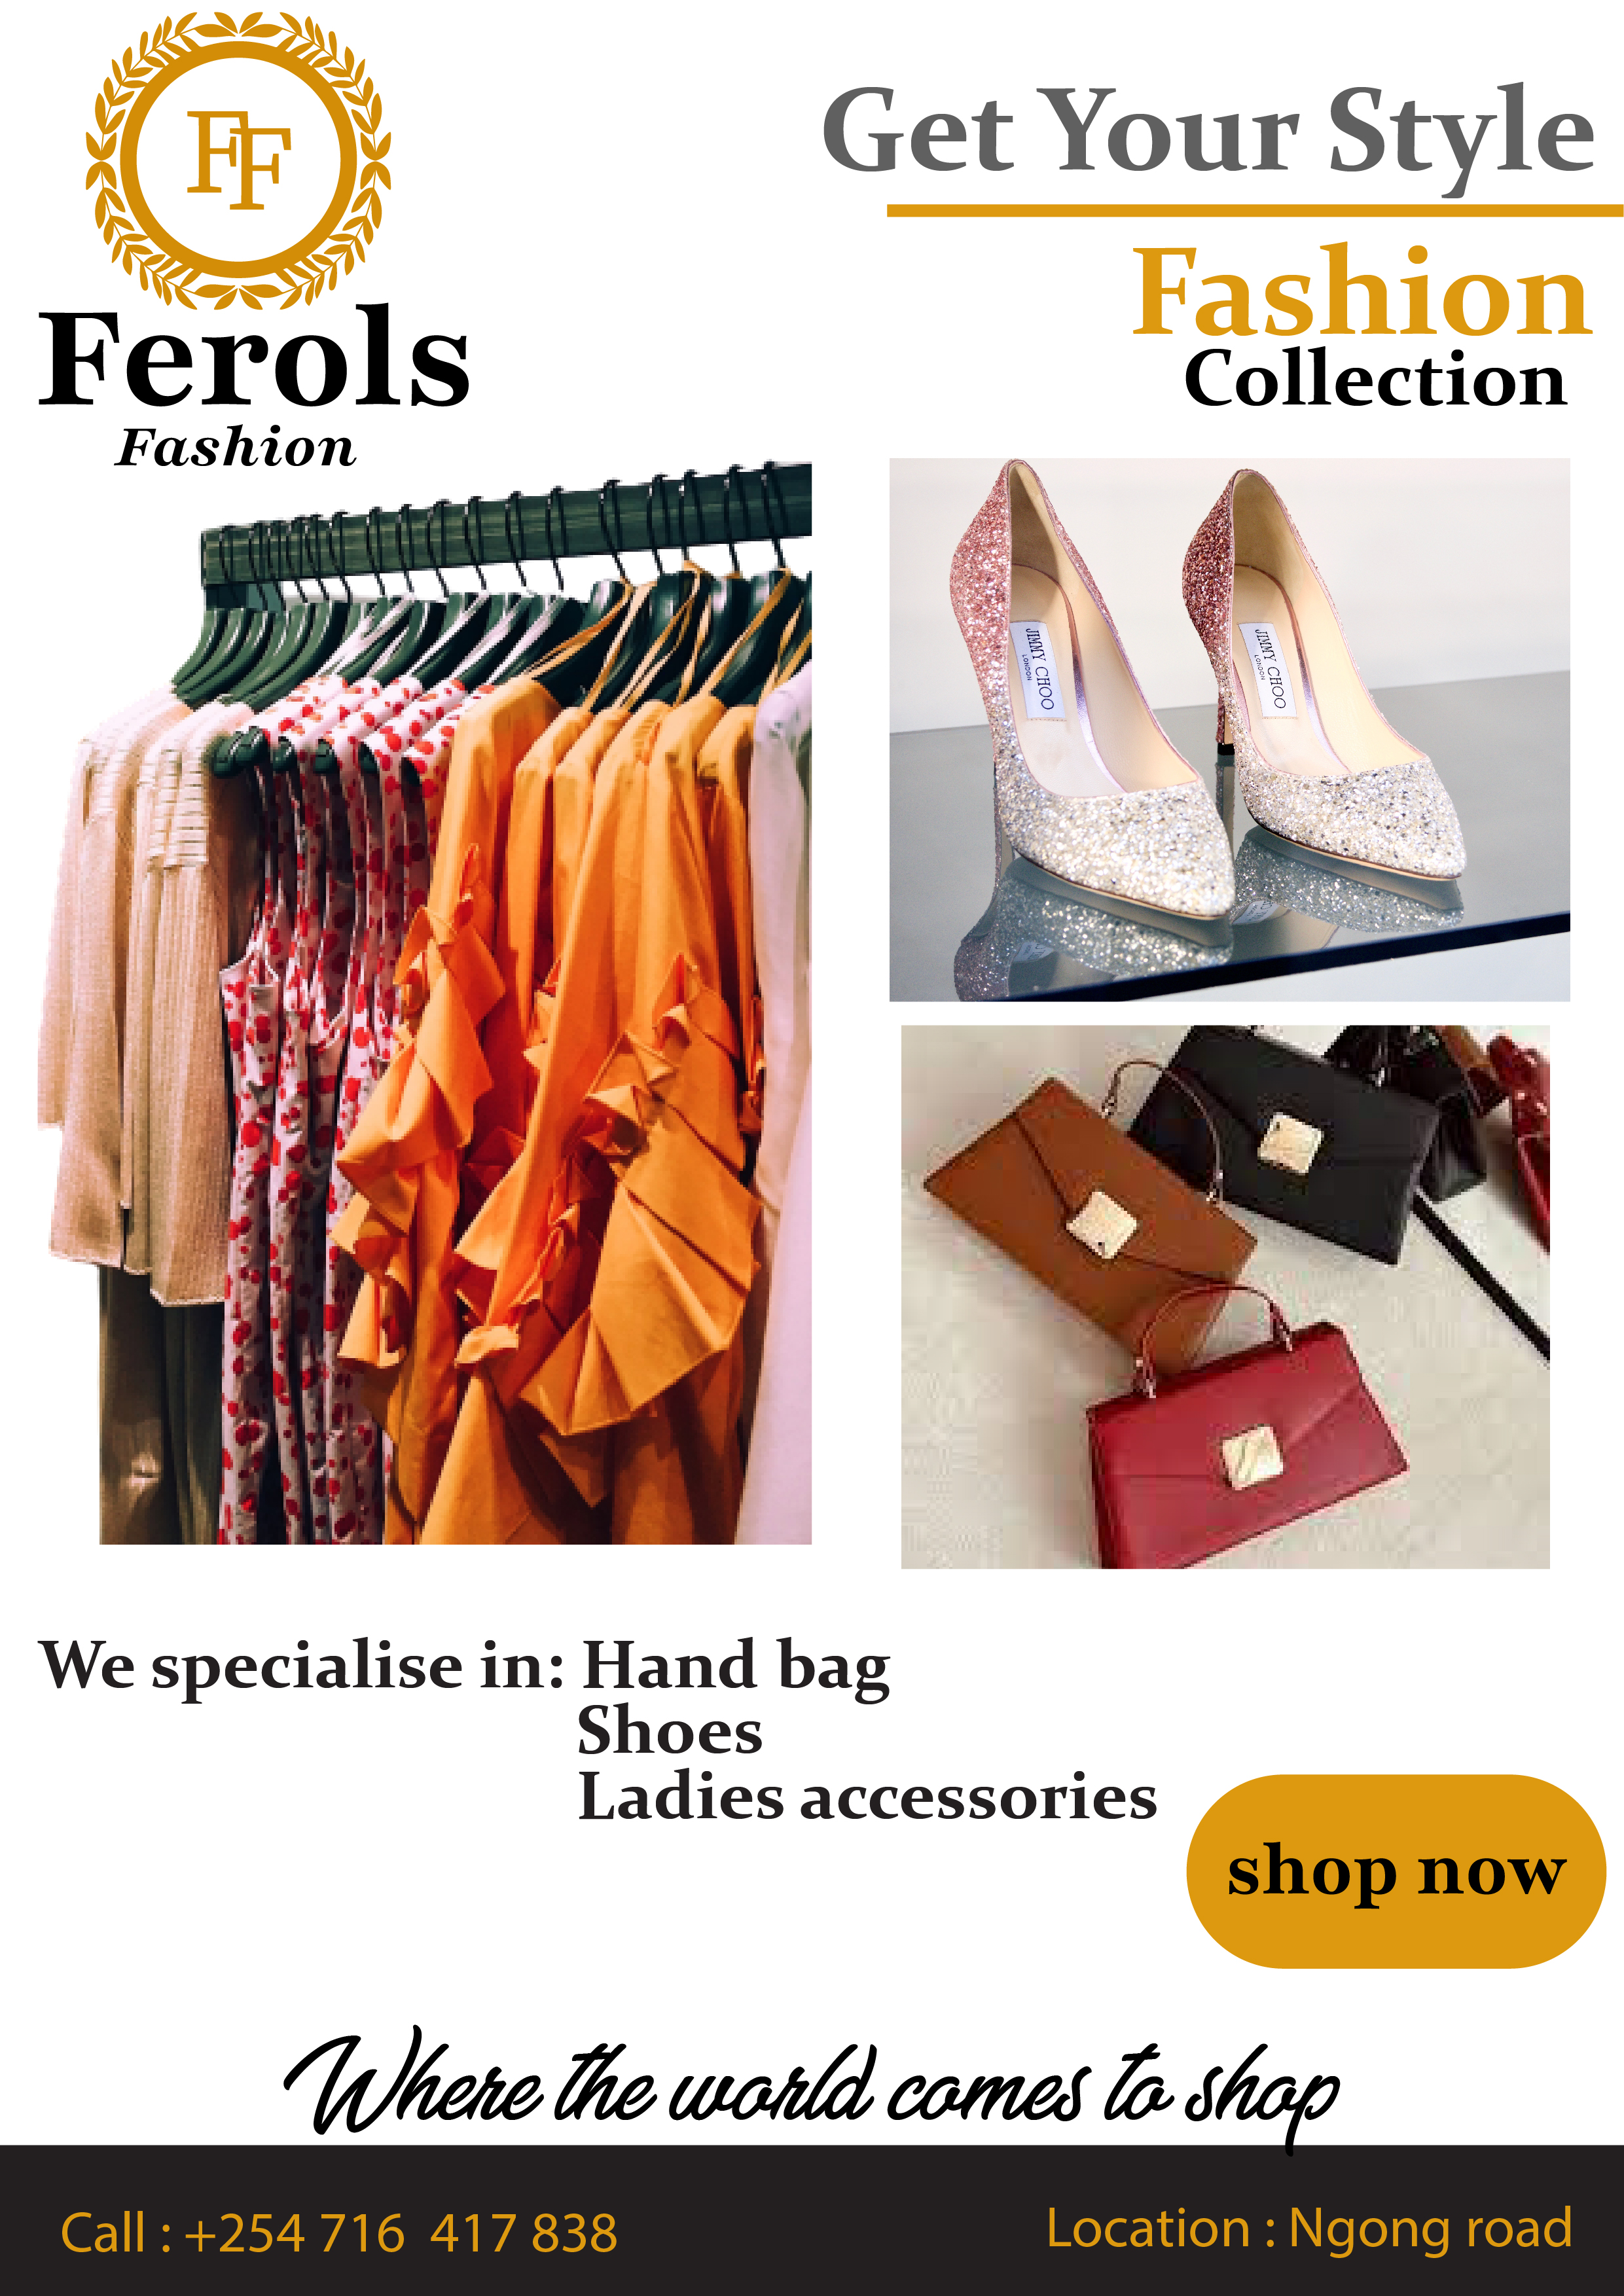 FF
Ferols
Fashion
Get Your Style
Fashion
Collection
JIMMY CHOO
LONDON
JIMMY CHOO
LONDON
We specialise in: Hand bag
Shoes
Ladies accessories
shop now
Where the world comes to shop
Call : +254 716  417 838
Location : Ngong road